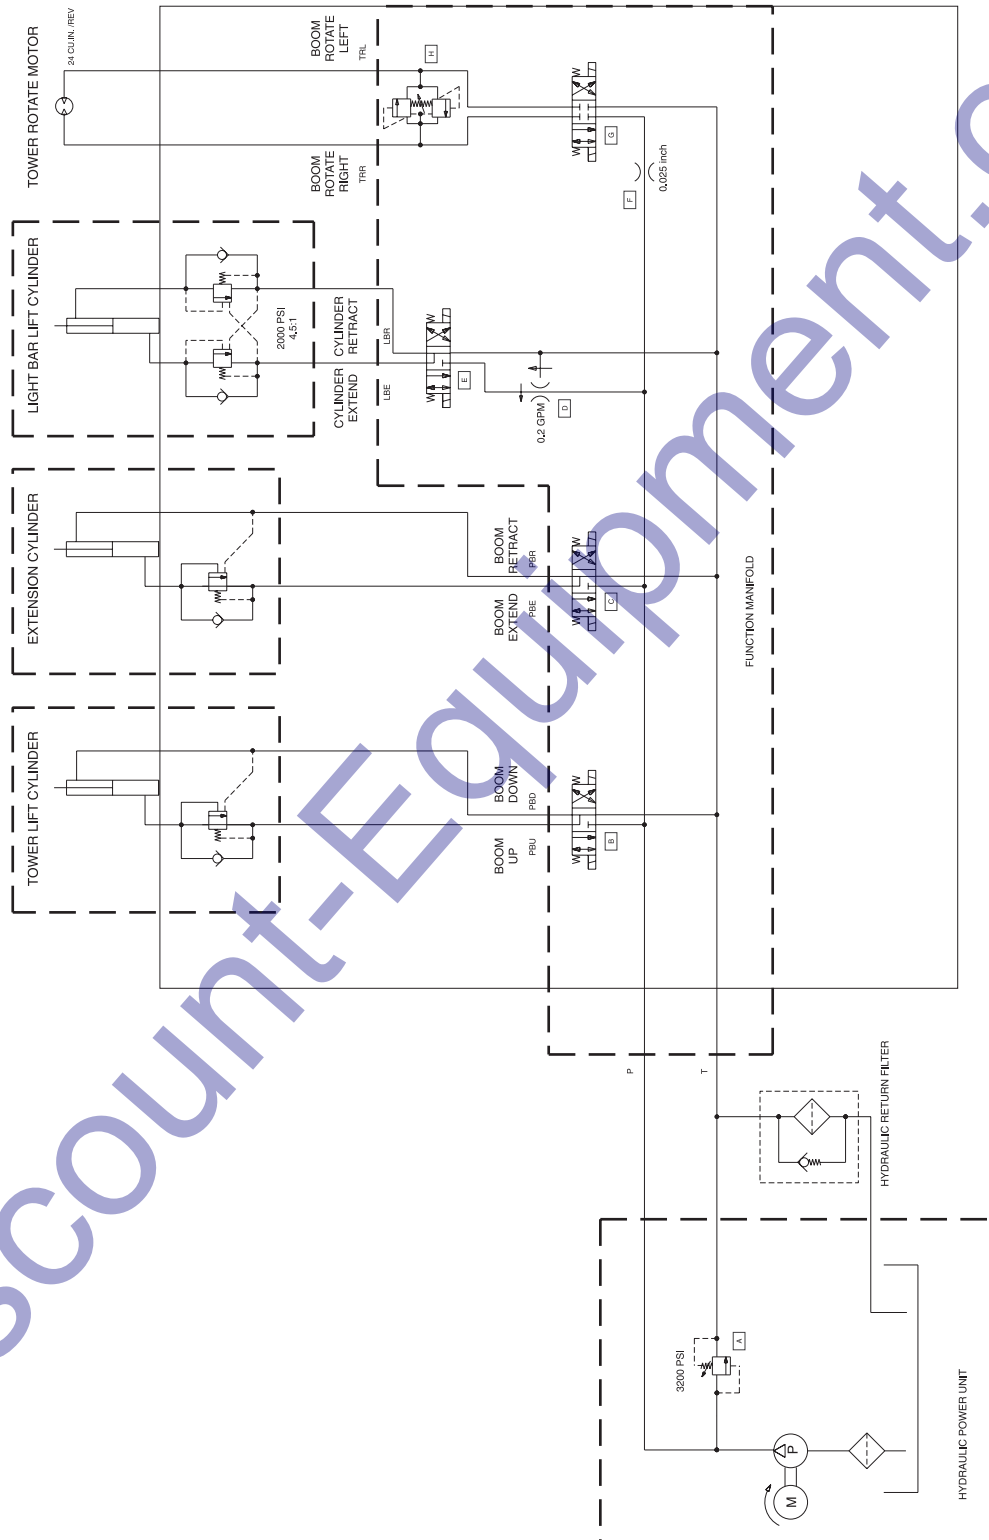 TOWER ROTATE MOTOR
24 CU.IN. /REV
BOOM
ROTATE
LEFT
TRL
H
BOOM
ROTATE
RIGHT
TRR
G
F
0.025 inch
LIGHT BAR LIFT CYLINDER
2000 PSI
4.5:1
CYLINDER
RETRACT
LBR
CYLINDER
EXTEND
LBE
E
0.2 GPM
D
EXTENSION CYLINDER
BOOM
RETRACT
PBR
BOOM
EXTEND
PBE
C
FUNCTION MANIFOLD
TOWER LIFT CYLINDER
BOOM
DOWN
PBD
BOOM
UP
PBU
B
P
T
HYDRAULIC RETURN FILTER
3200 PSI
A
M
P
HYDRAULIC POWER UNIT
scount-Equipment.c